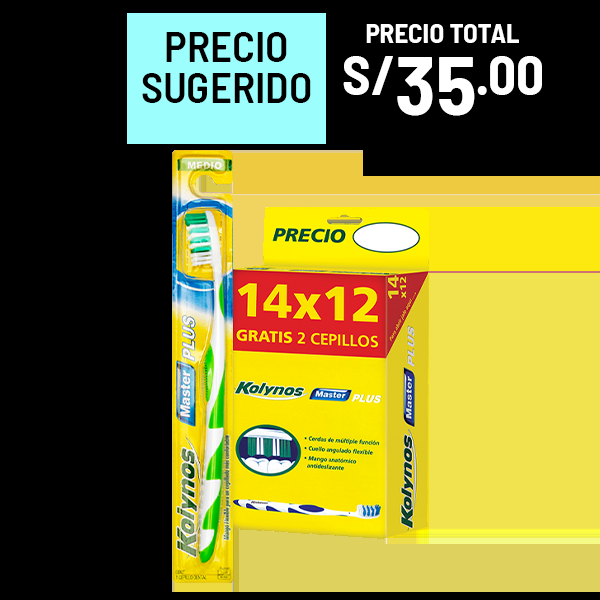 PRECIO
SUGERIDO
PRECIO TOTAL
S/35.00
MEDIO
PRECIO
14x12
GRATIS 2 CEPILLOS
14
x12
Kolynos Master PLUS
• Cerdas de múltiple función
• Cuello angulado flexible
• Mango anatómico
antideslizante
Kolynos Master PLUS
Kolynos Master PLUS